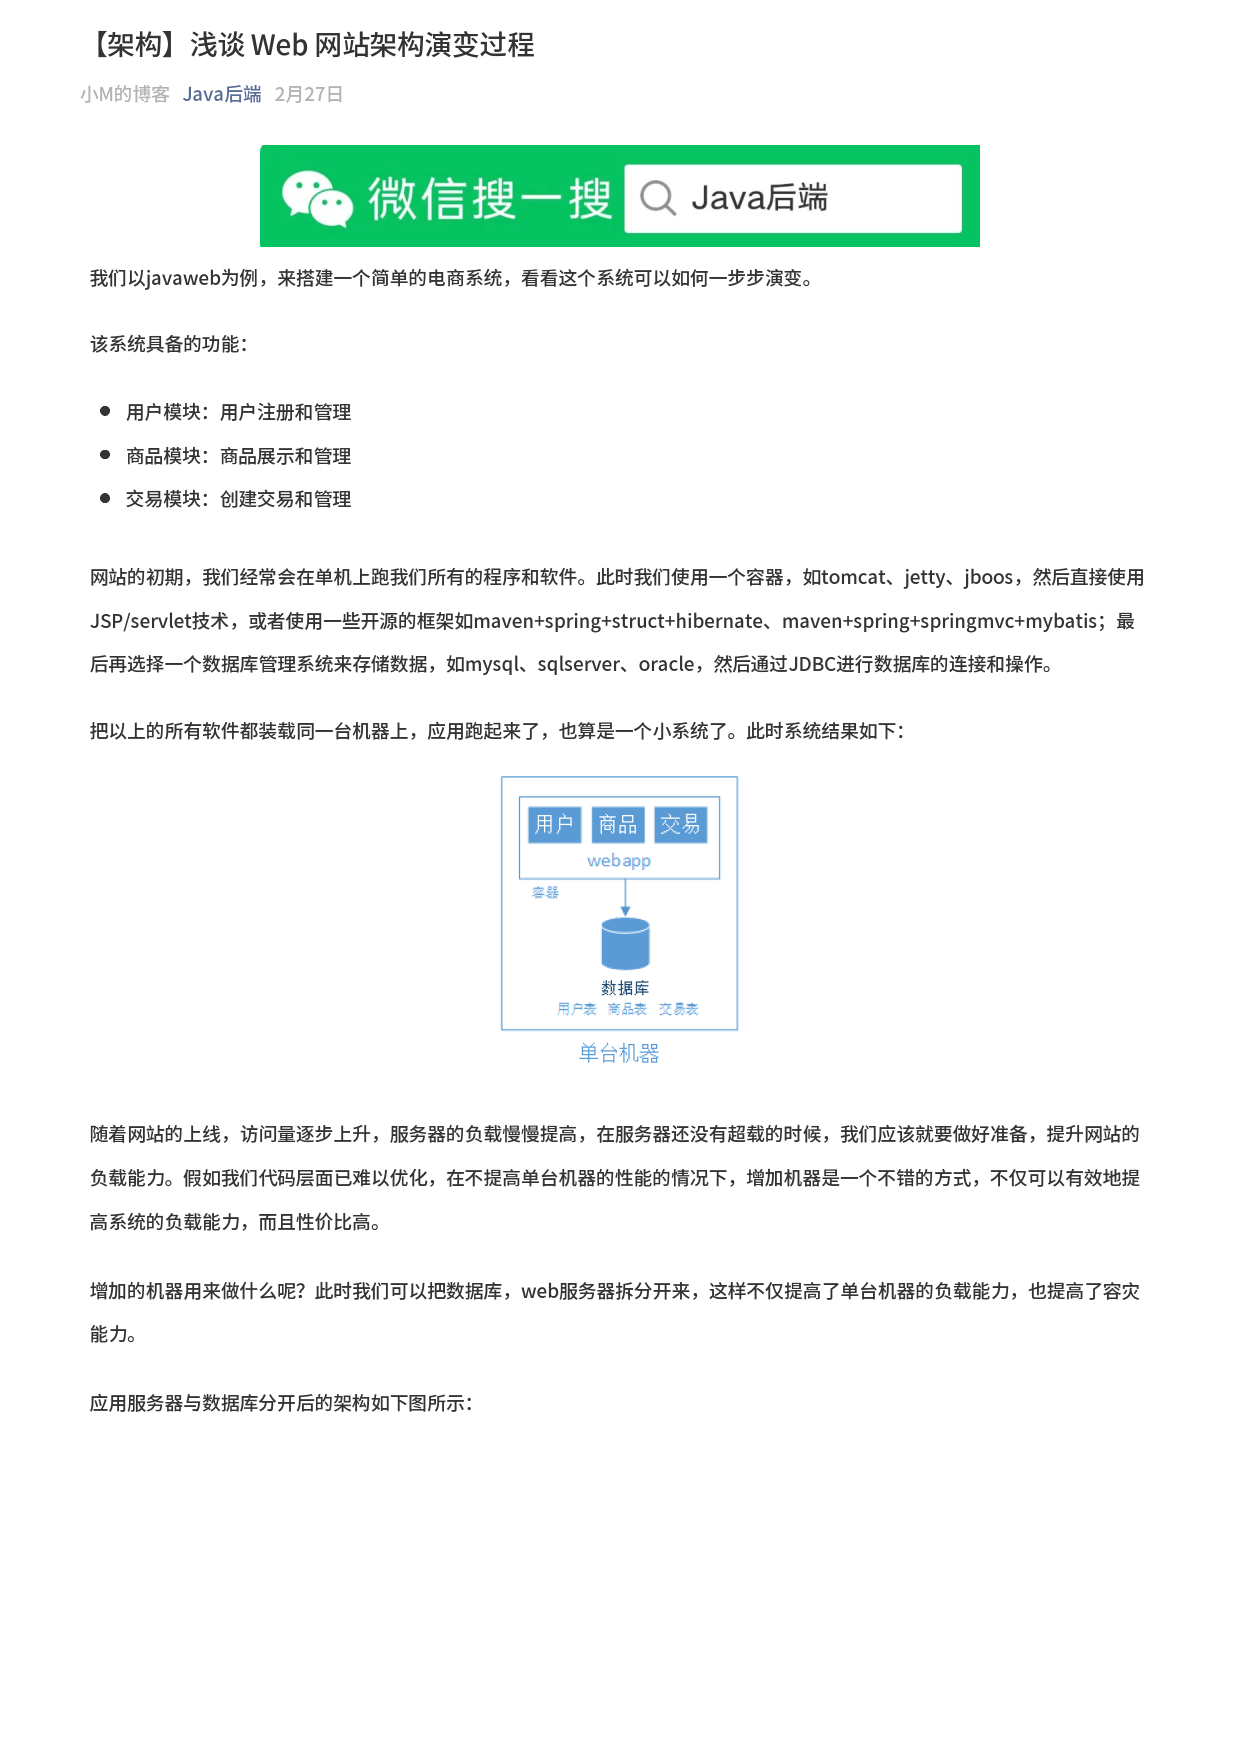 【架构】浅谈 Web 网站架构演变过程
小M的博客 Java后端 2月27日
微信搜一搜 Java后端
我们以javaweb为例，来搭建一个简单的电商系统，看看这个系统可以如何一步步演变。
该系统具备的功能：
用户模块：用户注册和管理
商品模块：商品展示和管理
交易模块：创建交易和管理
网站的初期，我们经常会在单机上跑我们所有的程序和软件。此时我们使用一个容器，如tomcat、jetty、jboos，然后直接使用
JSP/servlet技术，或者使用一些开源的框架如maven+spring+struct+hibernate、maven+spring+springmvc+mybatis；最
后再选择一个数据库管理系统来存储数据，如mysql、sqlserver、oracle，然后通过JDBC进行数据库的连接和操作。
把以上的所有软件都装载同一台机器上，应用跑起来了，也算是一个小系统了。此时系统结果如下：
用户 商品 交易
webapp
容器
数据库
用户表 商品表 交易表
单台机器
随着网站的上线，访问量逐步上升，服务器的负载慢慢提高，在服务器还没有超载的时候，我们应该就要做好准备，提升网站的
负载能力。假如我们代码层面已难以优化，在不提高单台机器的性能的情况下，增加机器是一个不错的方式，不仅可以有效地提
高系统的负载能力，而且性价比高。
增加的机器用来做什么呢？此时我们可以把数据库，web服务器拆分开来，这样不仅提高了单台机器的负载能力，也提高了容灾
能力。
应用服务器与数据库分开后的架构如下图所示：